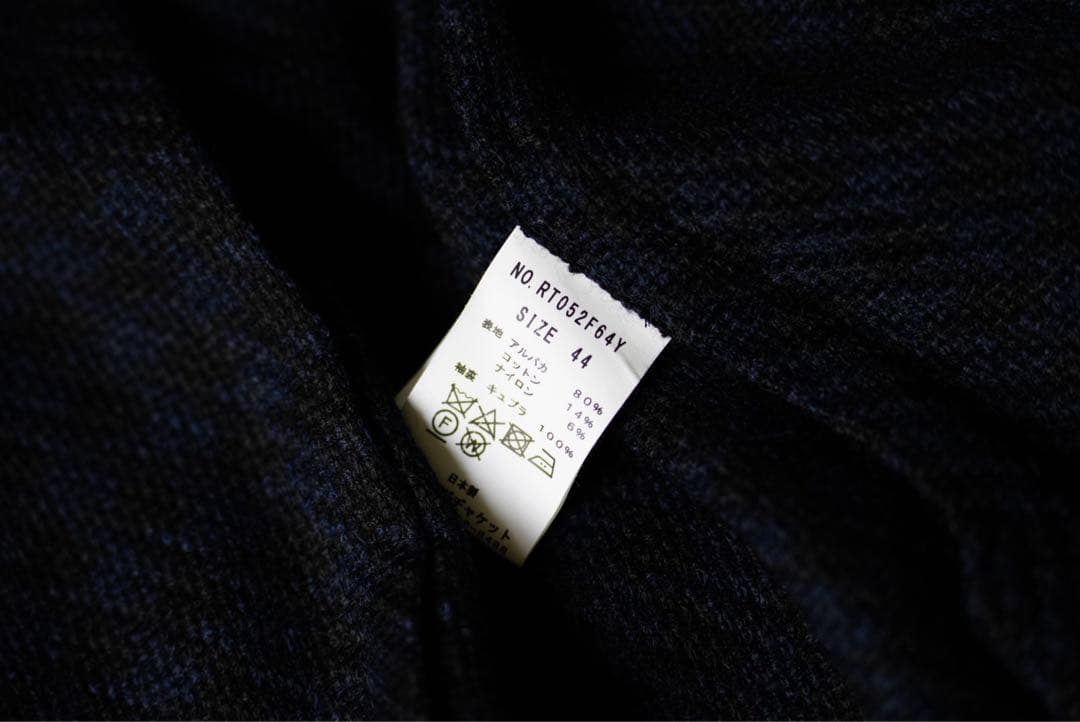 NO.RT052F64Y
SIZE 44
表地 アルパカ 80%
コットン 14%
ナイロン 6%
袖裏 キュプラ 100%
F
W
日本製
ジャケット